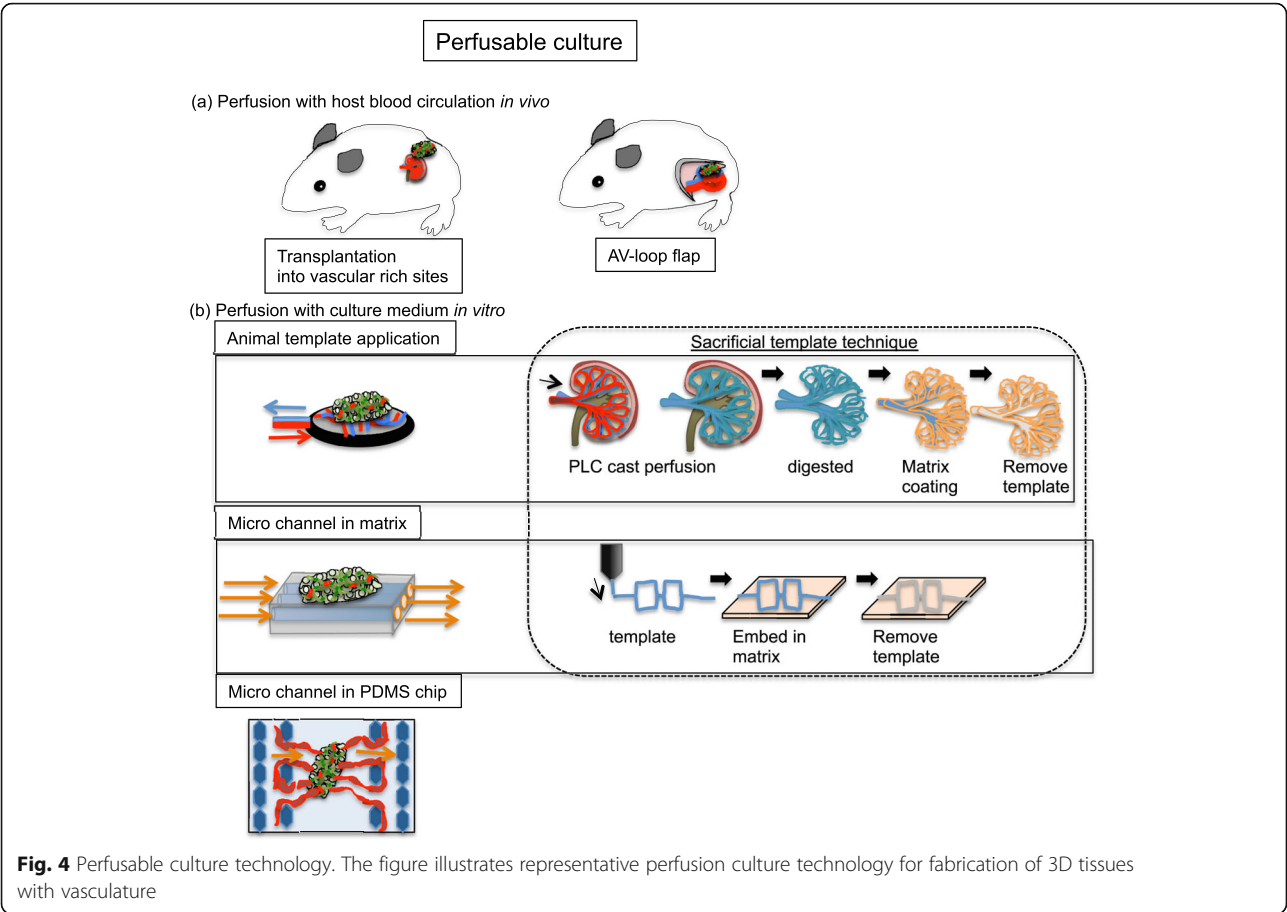 Perfusable culture
(a) Perfusion with host blood circulation in vivo
Transplantation
into vascular rich sites
AV-loop flap
(b) Perfusion with culture medium in vitro
Animal template application
Sacrificial template technique
PLC cast perfusion
digested
Matrix
coating
Remove
template
Micro channel in matrix
template
Embed in
matrix
Remove
template
Micro channel in PDMS chip
Fig. 4 Perfusable culture technology. The figure illustrates representative perfusion culture technology for fabrication of 3D tissues
with vasculature